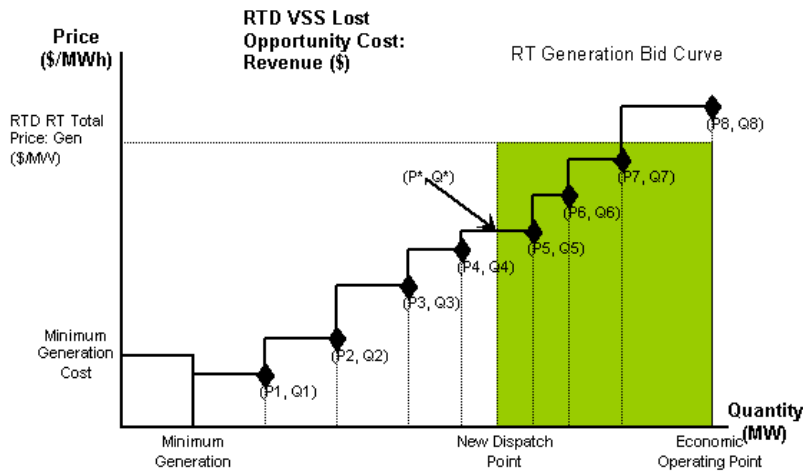 RTD VSS Lost
Opportunity Cost:
Revenue ($)
Price
($/MWh)
RT Generation Bid Curve
RTD RT Total
Price: Gen
($/MW)
(P8, Q8)
(P*, Q*)
(P7, Q7)
(P6, Q6)
(P5, Q5)
(P4, Q4)
(P3, Q3)
Minimum
Generation
Cost
(P2, Q2)
(P1, Q1)
Quantity
(MW)
Minimum
Generation
New Dispatch
Point
Economic
Operating Point